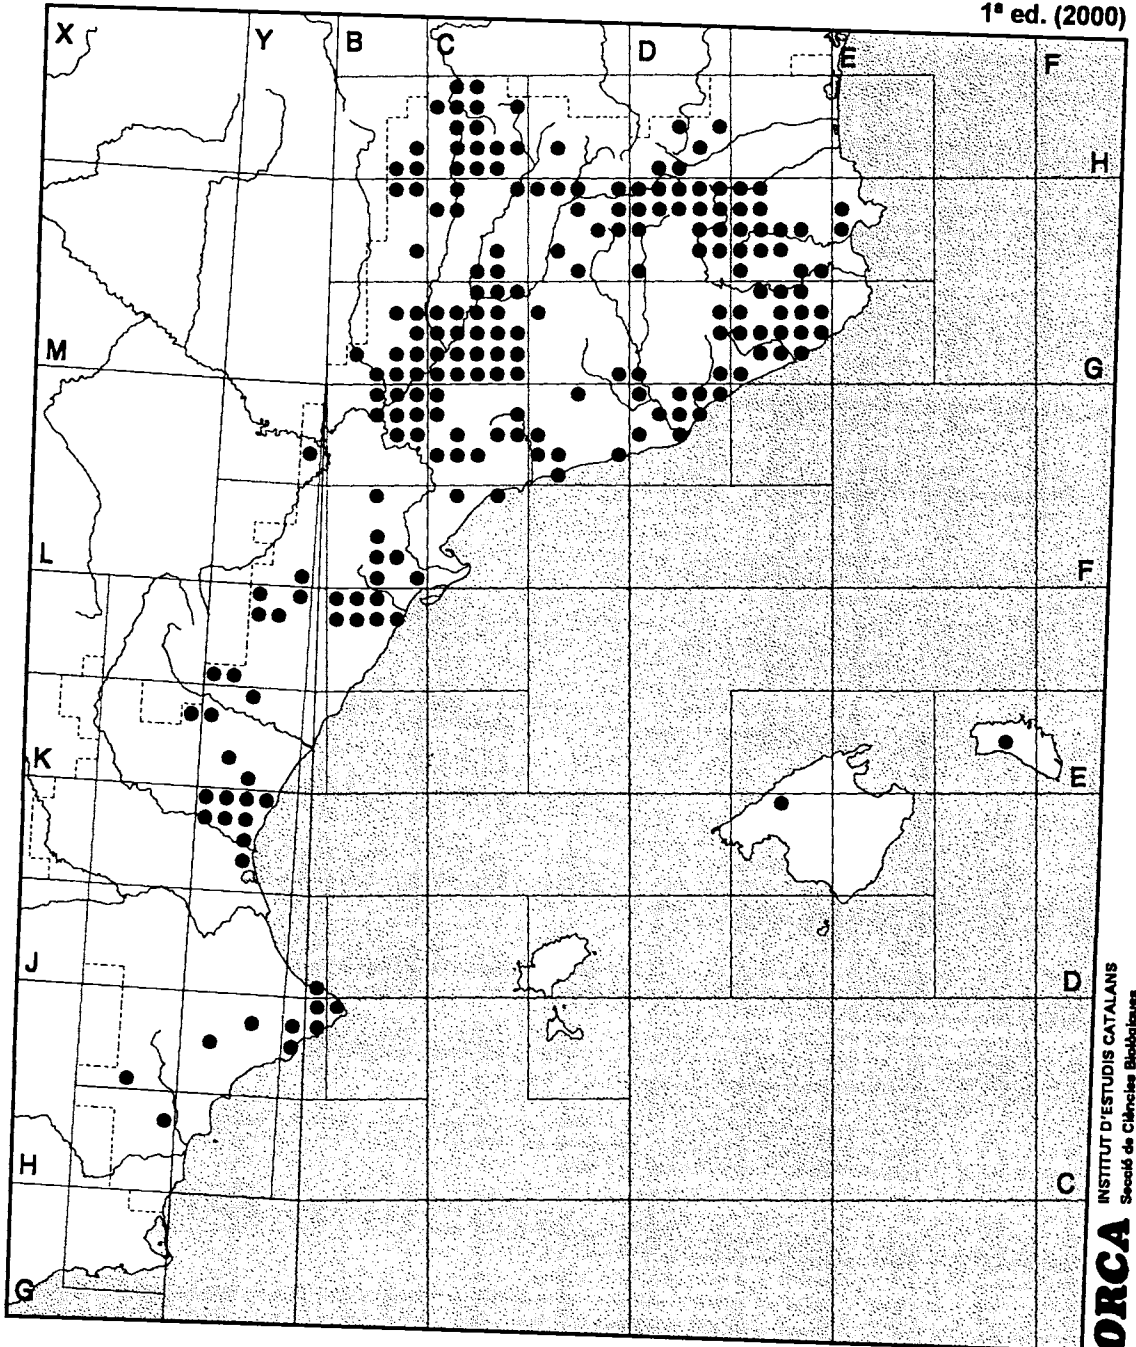 1ª ed. (2000)
X
Y
B
C
D
E
F
H
M
G
L
F
K
E
J
D
H
C
G
INSTITUT D'ESTUDIS CATALANS
Secció de Ciències Biològiques
ORCA